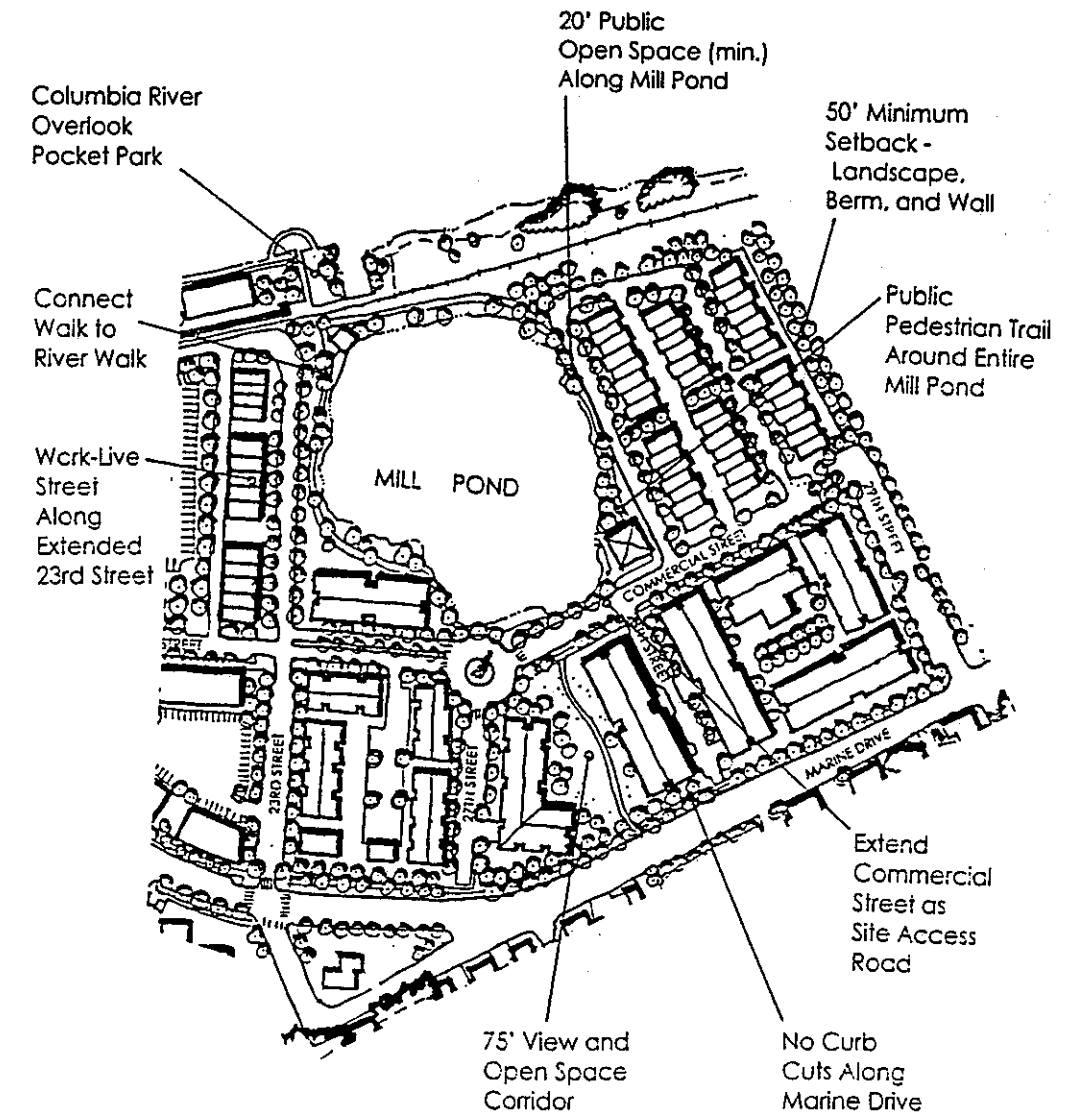 20' Public
Open Space (min.)
Along Mill Pond
Columbia River
Overlook
Pocket Park
50' Minimum
Setback -
Landscape,
Berm, and Wall
Connect
Walk to
River Walk
Public
Pedestrian Trail
Around Entire
Mill Pond
Work-Live
Street
Along
Extended
23rd Street
MILL POND
27TH STREET
COMMERCIAL STREET
STREET
STREET
23RD STREET
STREET
MARINE DRIVE
Extend
Commercial
Street as
Site Access
Road
75' View and
Open Space
Corridor
No Curb
Cuts Along
Marine Drive